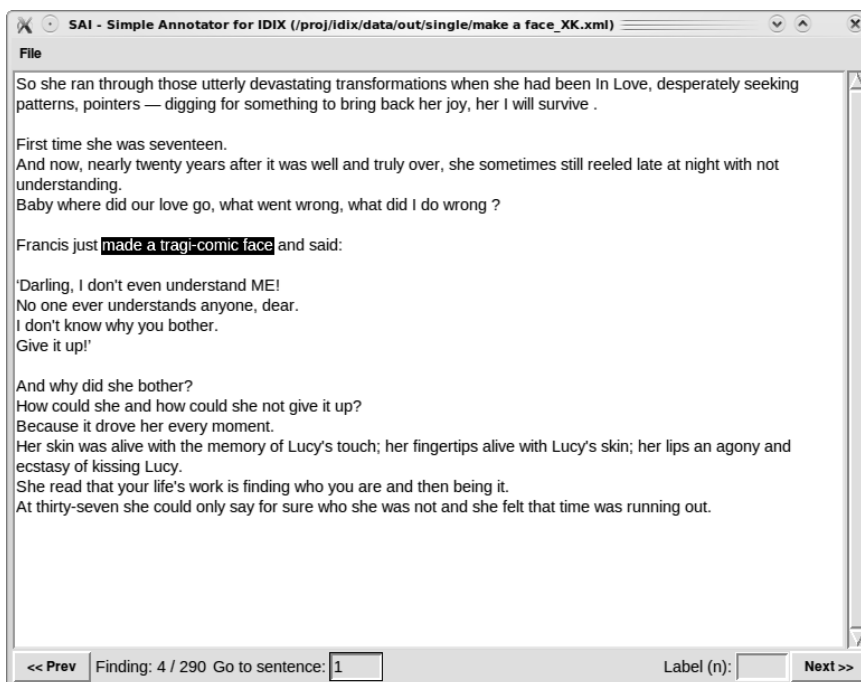 SAI - Simple Annotator for IDIX (/proj/idix/data/out/single/make a face_XK.xml)
File
So she ran through those utterly devastating transformations when she had been In Love, desperately seeking
patterns, pointers — digging for something to bring back her joy, her I will survive .
First time she was seventeen.
And now, nearly twenty years after it was well and truly over, she sometimes still reeled late at night with not
understanding.
Baby where did our love go, what went wrong, what did I do wrong ?
Francis just made a tragi-comic face and said:
‘Darling, I don't even understand ME!
No one ever understands anyone, dear.
I don't know why you bother.
Give it up!’
And why did she bother?
How could she and how could she not give it up?
Because it drove her every moment.
Her skin was alive with the memory of Lucy's touch; her fingertips alive with Lucy's skin; her lips an agony and
ecstasy of kissing Lucy.
She read that your life's work is finding who you are and then being it.
At thirty-seven she could only say for sure who she was not and she felt that time was running out.
<< Prev Finding: 4 / 290 Go to sentence: 1 Label (n): Next >>